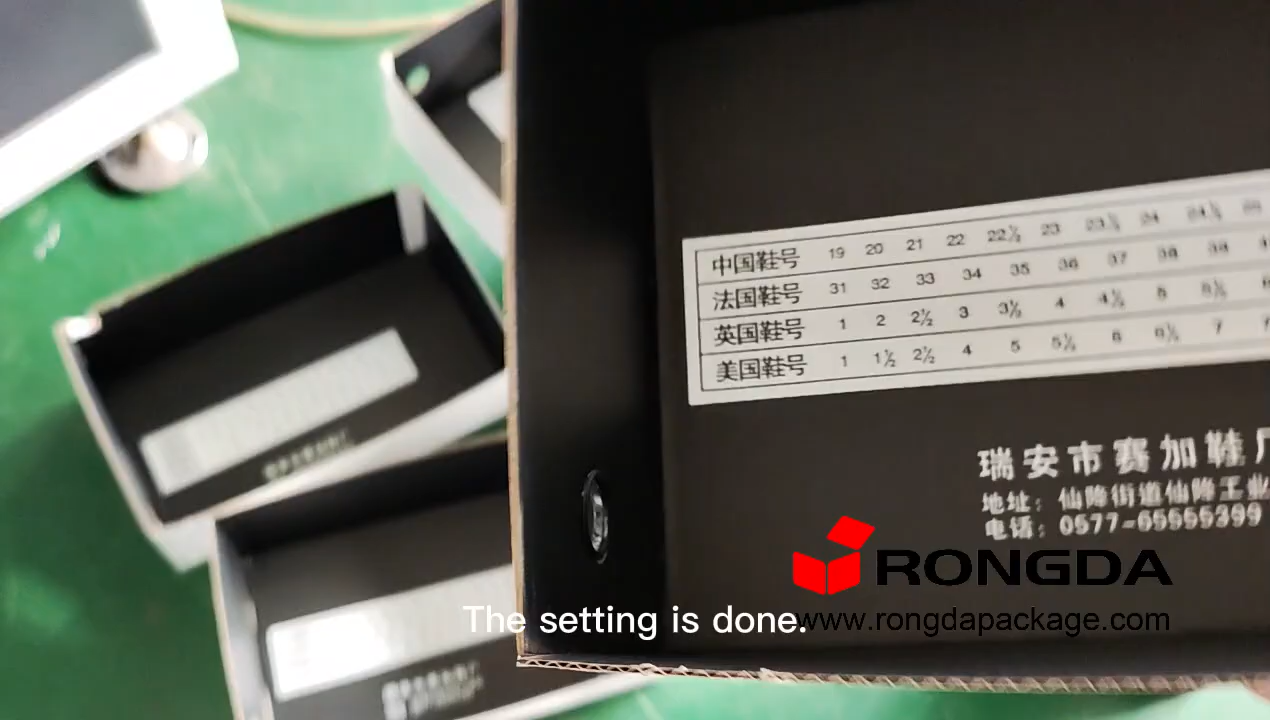 中国鞋号 19 20 21 22 22½ 23 23½ 24 24½
法国鞋号 31 32 33 34 35 36 37 38 39
英国鞋号 1 2 2½ 3 3½ 4 4½ 5 5½
美国鞋号 1 1½ 2½ 4 5 5½ 6 6½ 7
瑞安市赛加鞋厂
地址：仙降街道仙降工业
电话：0577-65555399
RONGDA
www.rongdapackage.com
The setting is done.